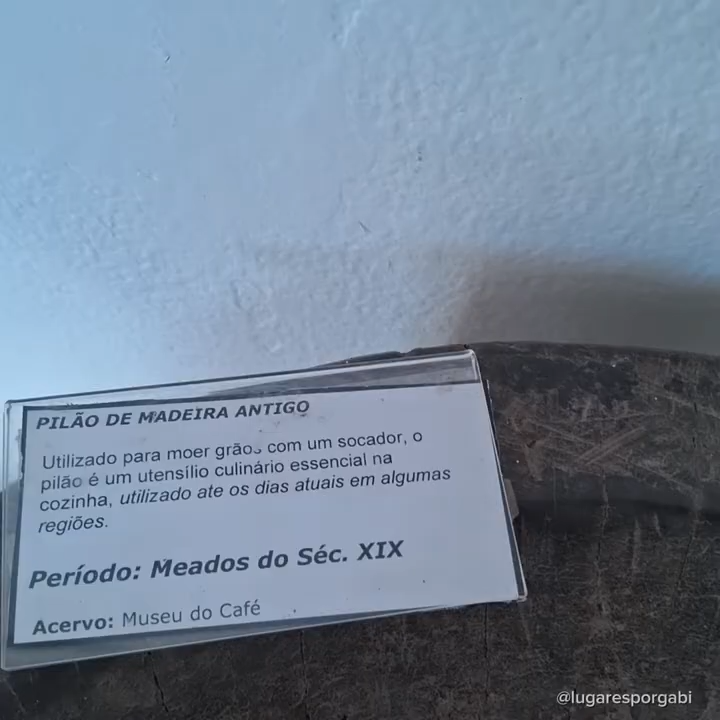 PILÃO DE MADEIRA ANTIGO
Utilizado para moer grãos com um socador, o
pilão é um utensílio culinário essencial na
cozinha, utilizado ate os dias atuais em algumas
regiões.
Período: Meados do Séc. XIX
Acervo: Museu do Café
@lugaresporgabi